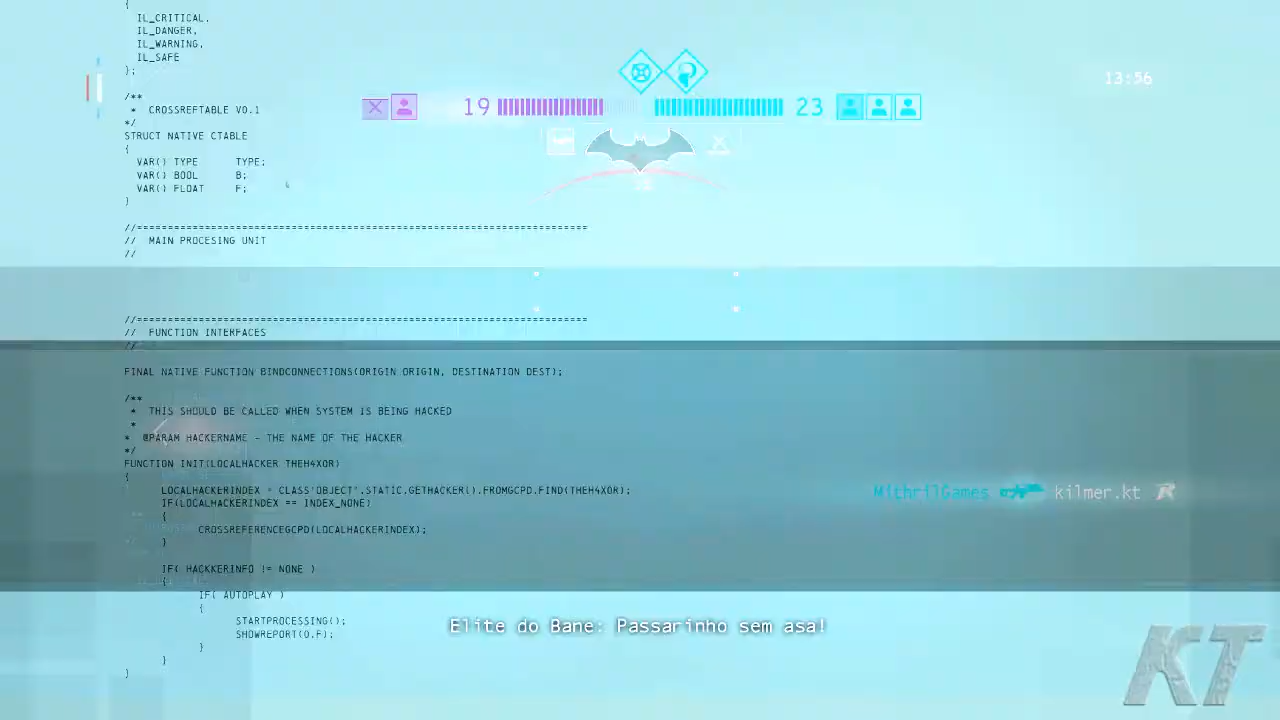 {
IL_CRITICAL,
IL_DANGER,
IL_WARNING,
IL_SAFE
};
/**
* CROSSREFTABLE V0.1
*/
STRUCT NATIVE CTABLE
{
VAR() TYPE TYPE;
VAR() BOOL B;
VAR() FLOAT F;
}
//===========================================================================
// MAIN PROCESING UNIT
//
19
23
13:56
//===========================================================================
// FUNCTION INTERFACES
//
FINAL NATIVE FUNCTION BINDCONNECTIONS(ORIGIN ORIGIN, DESTINATION DEST);
/**
* THIS SHOULD BE CALLED WHEN SYSTEM IS BEING HACKED
*
* @PARAM HACKERNAME - THE NAME OF THE HACKER
*/
FUNCTION INIT(LOCALHACKER THEH4XOR)
{
LOCALHACKERINDEX = CLASS'OBJECT'.STATIC.GETHACKER().FROMGCPD.FIND(THEH4XOR);
IF(LOCALHACKERINDEX == INDEX_NONE)
{
CROSSREFERENCEGCPD(LOCALHACKERINDEX);
}
IF( HACKKERINFO != NONE )
{
IF( AUTOPLAY )
{
STARTPROCESSING();
SHOWREPORT(0.F);
}
}
}
MithrilGames kilmer.kt
Elite do Bane: Passarinho sem asa!
KT